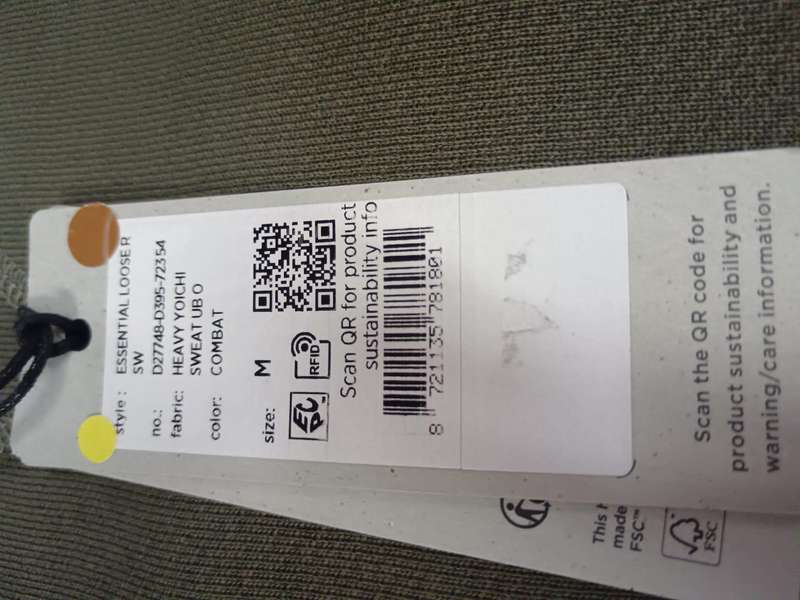 style : ESSENTIAL LOOSE R
SW
no.: D27748-D395-72354
fabric: HEAVY YOICHI
SWEAT UB O
color: COMBAT
size: M
EPC
RFID
Scan QR for product
sustainability info
8 721135 781801
Scan the QR code for
product sustainability and
warning/care information.
This
made
FSC™
FSC